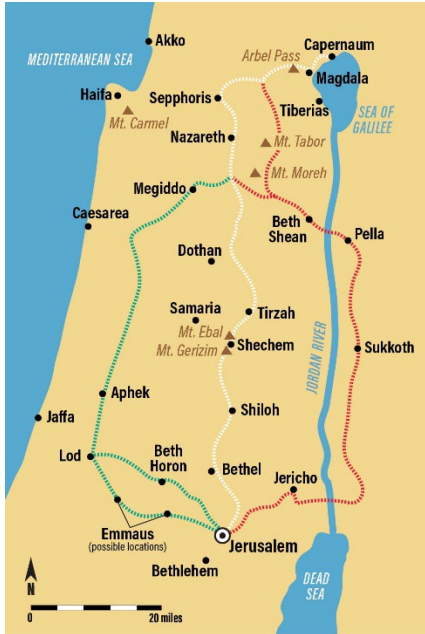 Akko
MEDITERRANEAN SEA
Arbel Pass
Capernaum
Magdala
Haifa
Sepphoris
Tiberias
Mt. Carmel
SEA OF
GALILEE
Nazareth
Mt. Tabor
Mt. Moreh
Megiddo
Caesarea
Beth
Shean
Pella
Dothan
Samaria
Tirzah
Mt. Ebal
Mt. Gerizim
Shechem
JORDAN RIVER
Sukkoth
Aphek
Jaffa
Shiloh
Lod
Beth
Horon
Bethel
Jericho
Emmaus
(possible locations)
Jerusalem
Bethlehem
DEAD
SEA
N
0
20 miles